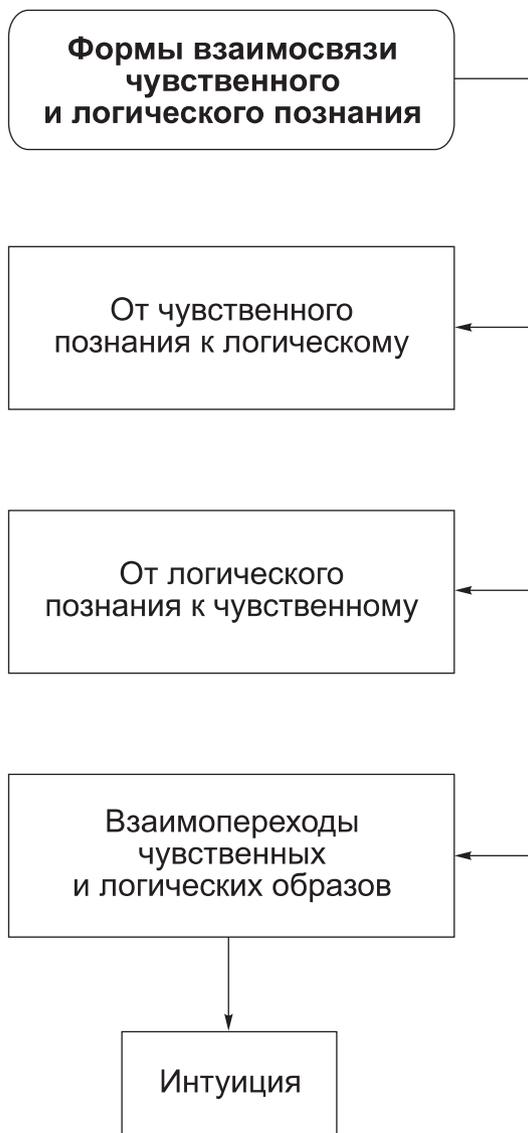 Формы взаимосвязи
чувственного
и логического познания
От чувственного
познания к логическому
От логического
познания к чувственному
Взаимопереходы
чувственных
и логических образов
Интуиция